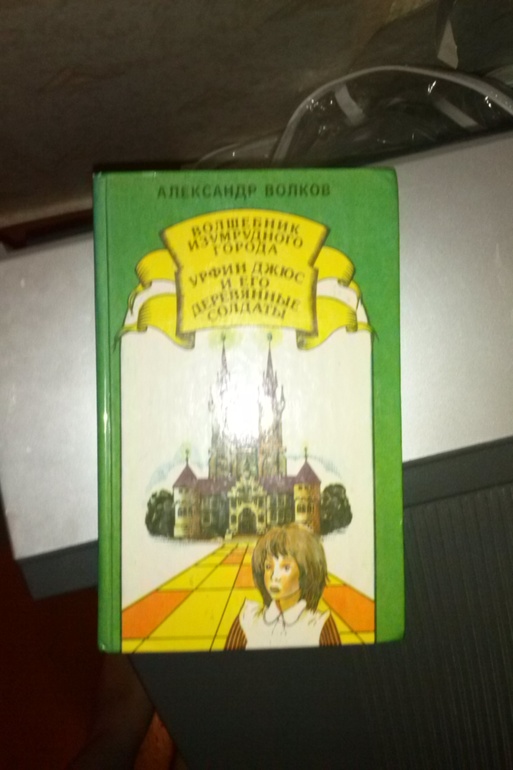 АЛЕКСАНДР ВОЛКОВ
ВОЛШЕБНИК
ИЗУМРУДНОГО
ГОРОДА
УРФИН ДЖЮС
И ЕГО
ДЕРЕВЯННЫЕ
СОЛДАТЫ